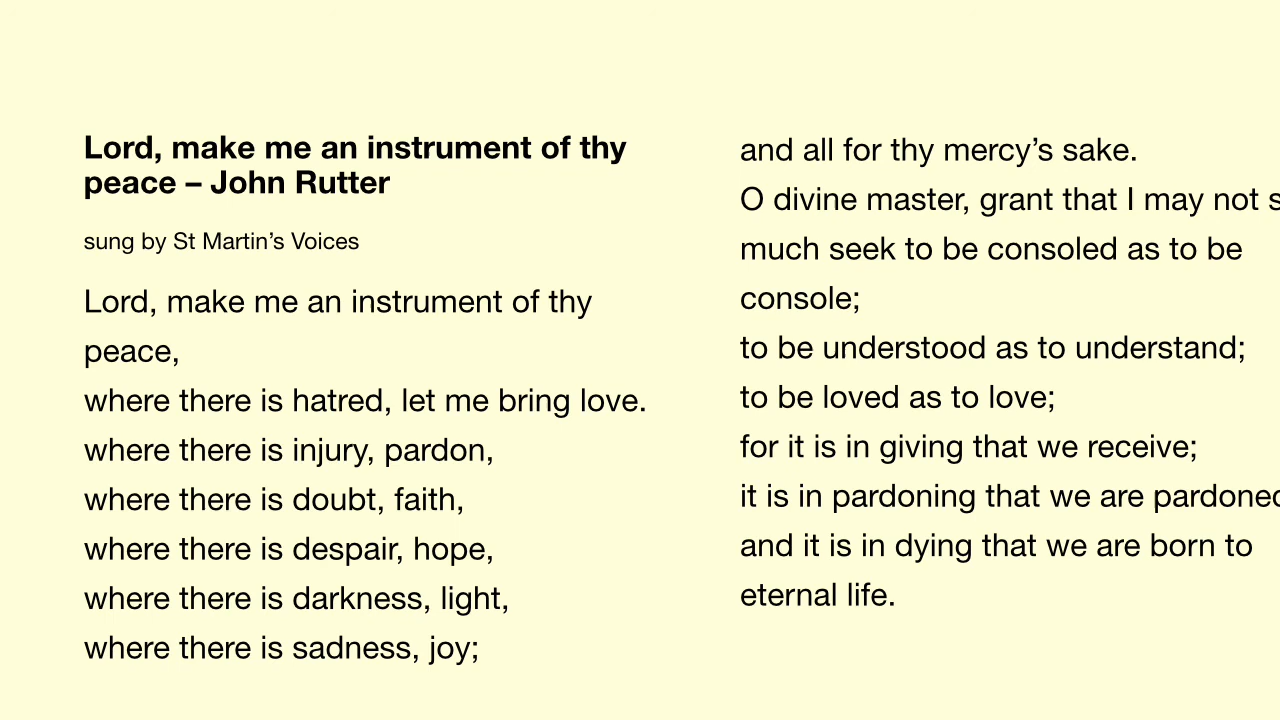 Lord, make me an instrument of thy
peace – John Rutter
sung by St Martin’s Voices
Lord, make me an instrument of thy
peace,
where there is hatred, let me bring love.
where there is injury, pardon,
where there is doubt, faith,
where there is despair, hope,
where there is darkness, light,
where there is sadness, joy;
and all for thy mercy’s sake.
O divine master, grant that I may not
much seek to be consoled as to be
console;
to be understood as to understand;
to be loved as to love;
for it is in giving that we receive;
it is in pardoning that we are pardoned
and it is in dying that we are born to
eternal life.